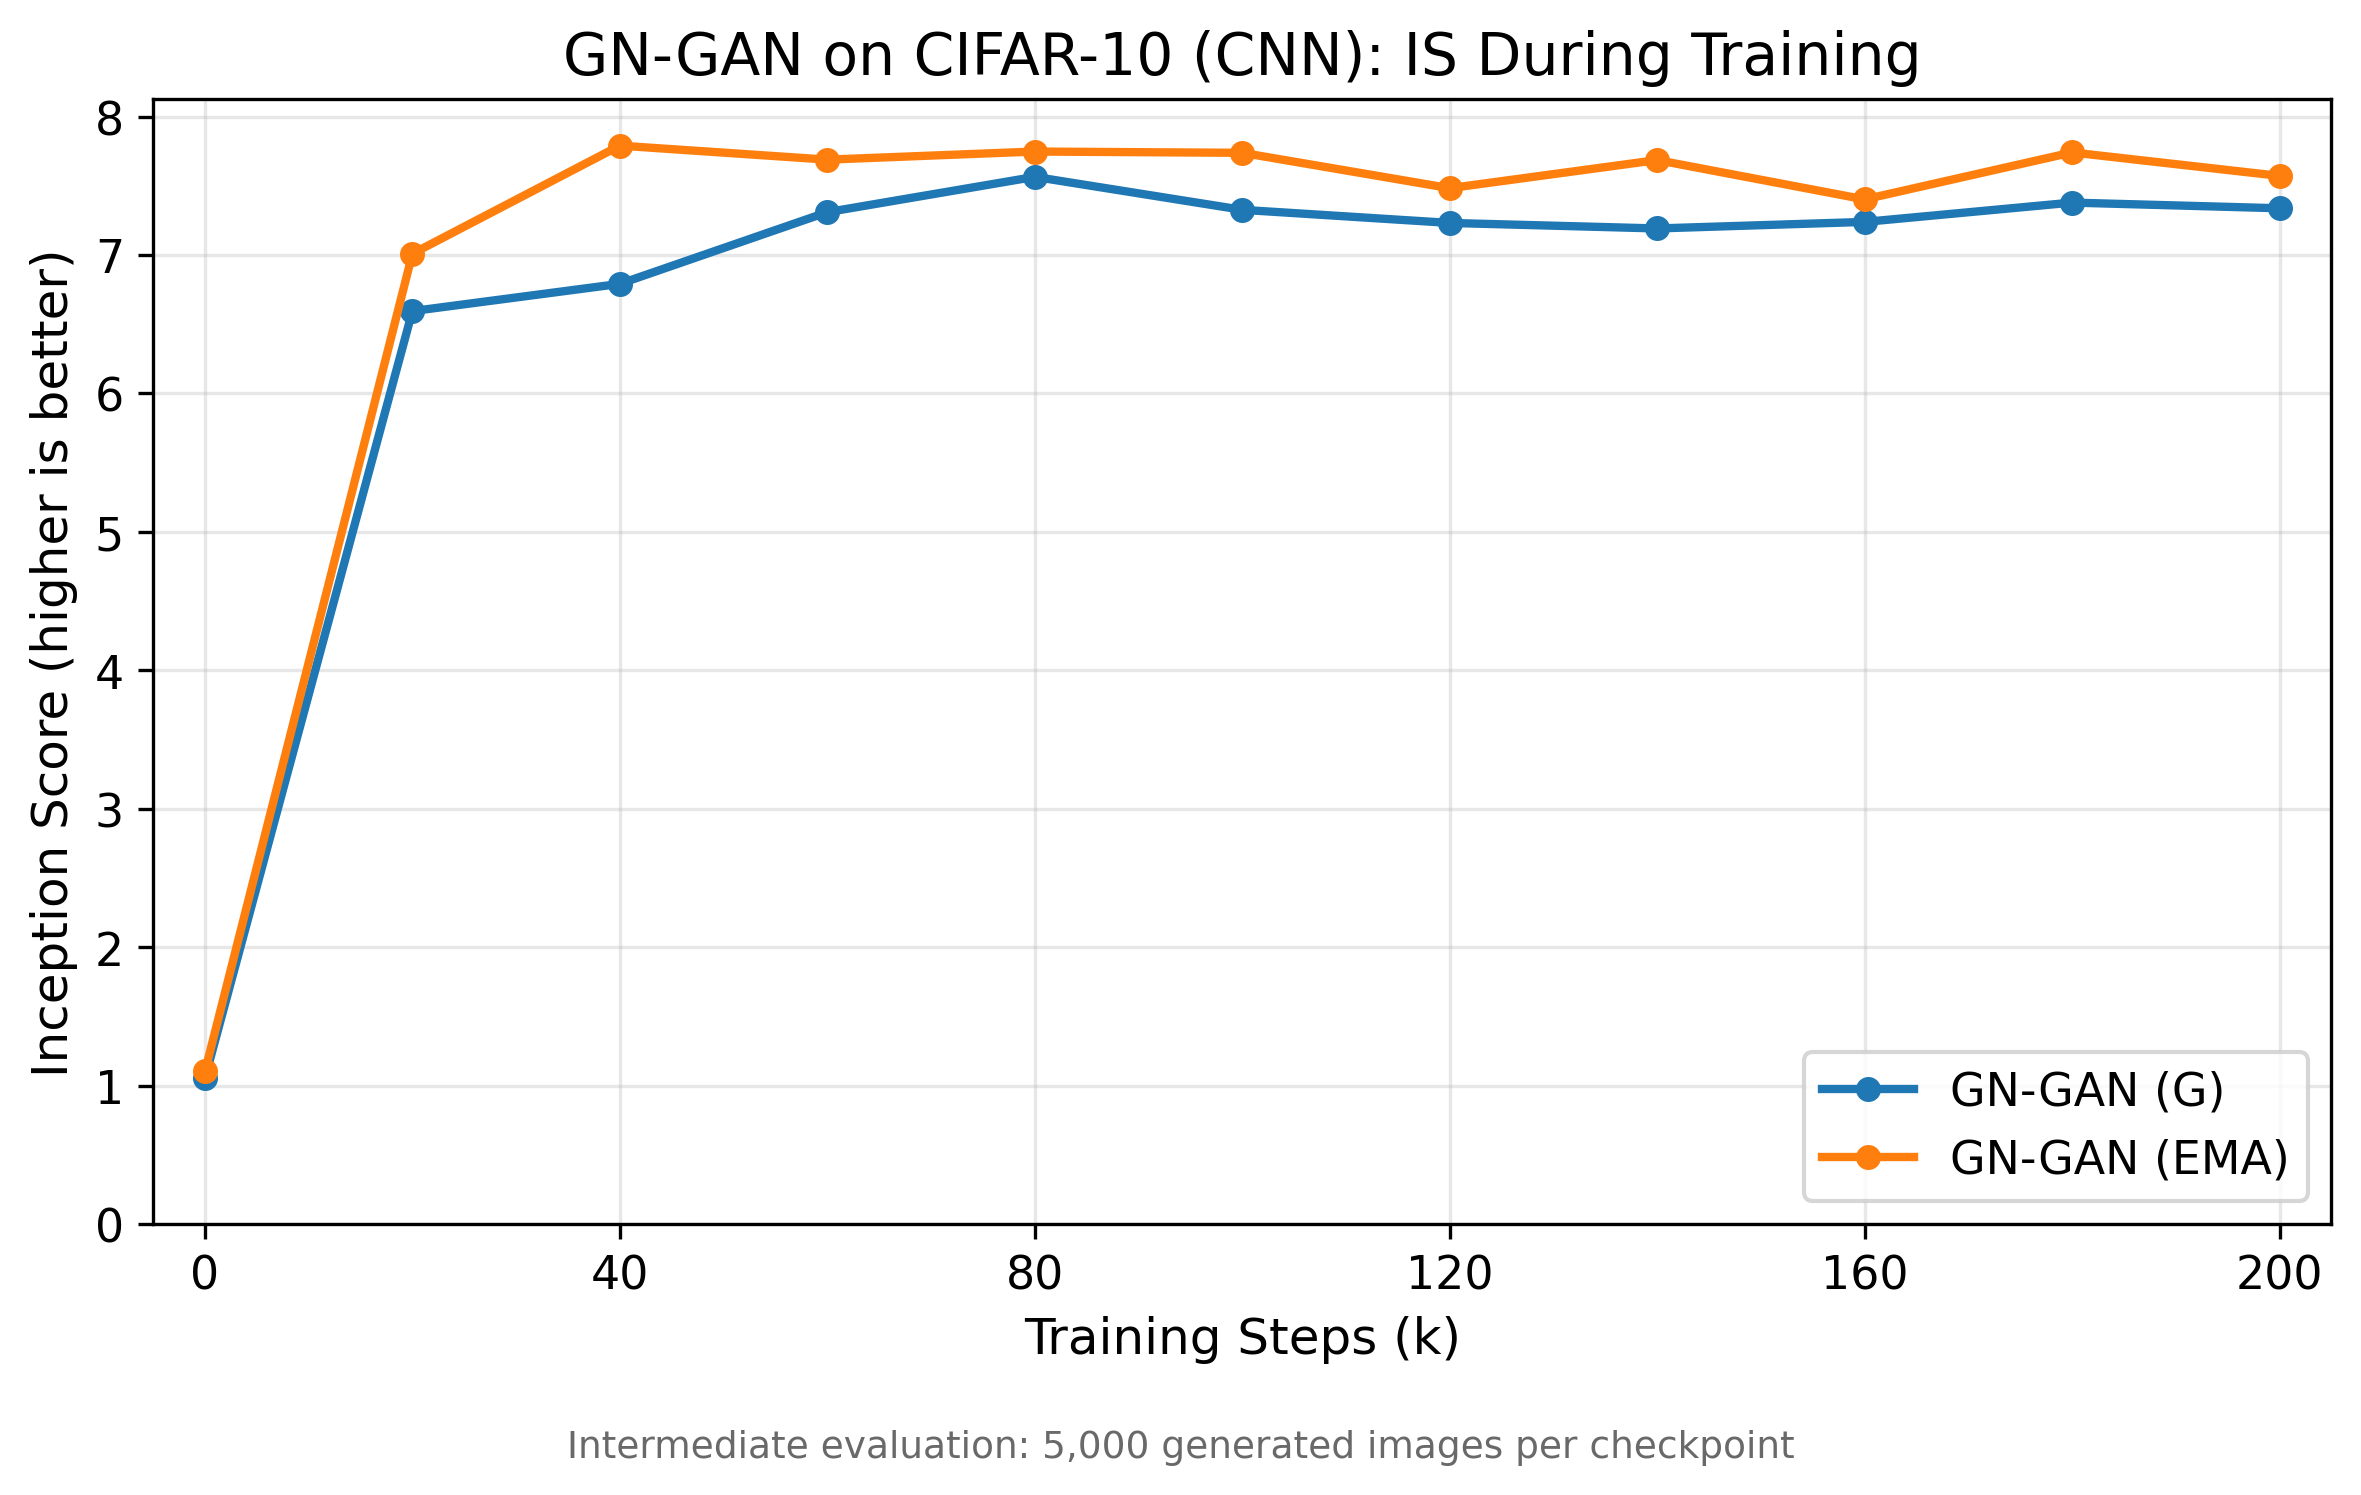 GN-GAN on CIFAR-10 (CNN): IS During Training
Inception Score (higher is better)
8
7
6
5
4
3
2
1
0
0 40 80 120 160 200
Training Steps (k)
GN-GAN (G)
GN-GAN (EMA)
Intermediate evaluation: 5,000 generated images per checkpoint